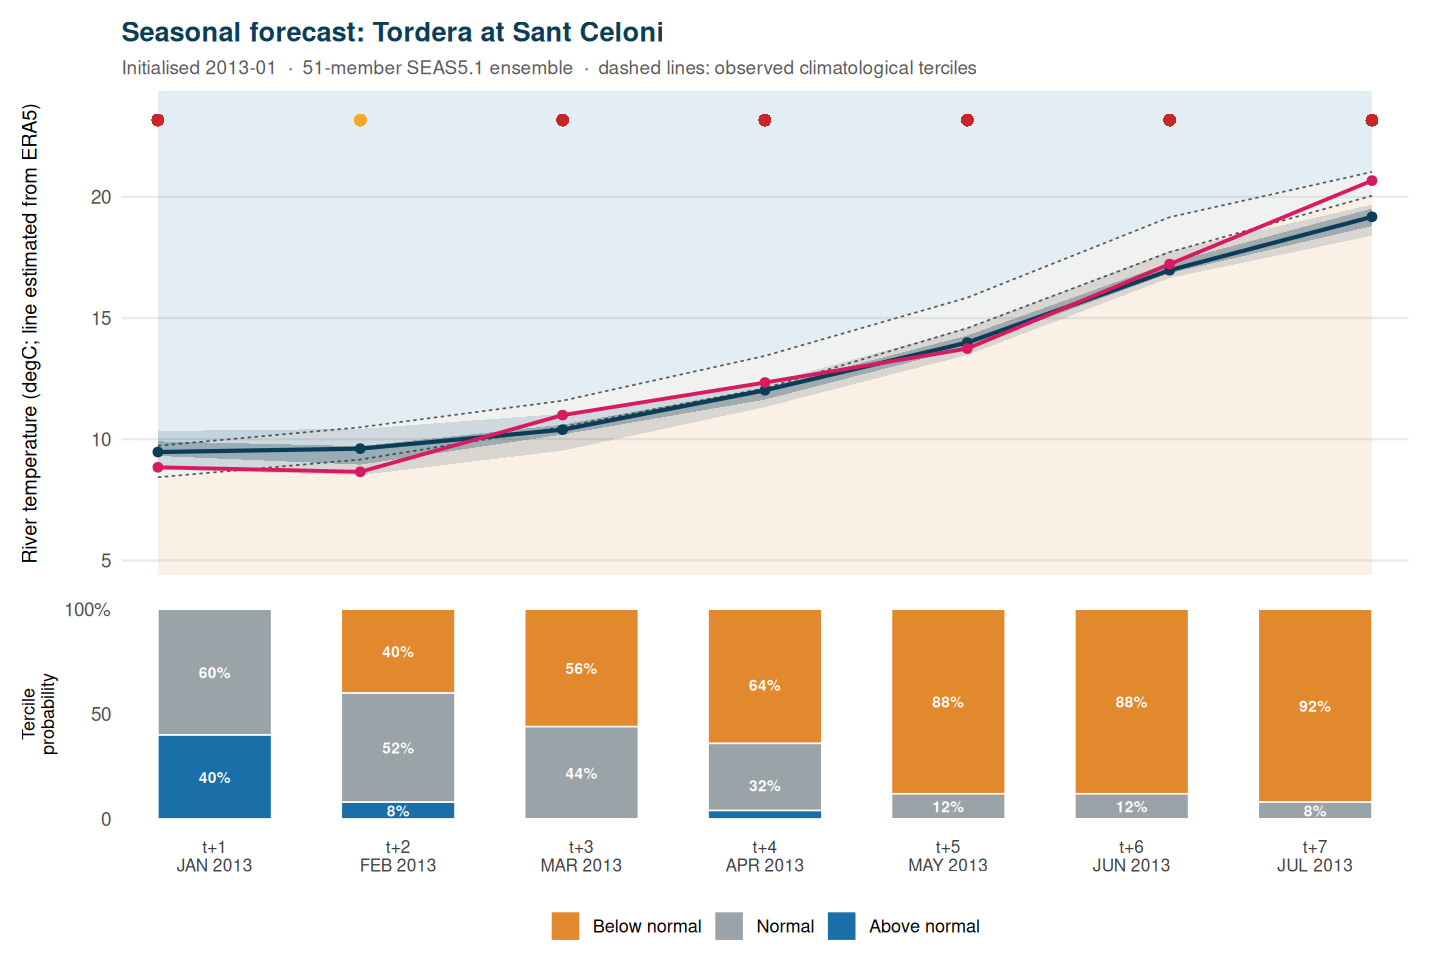 Seasonal forecast: Tordera at Sant Celoni
Initialised 2013-01 · 51-member SEAS5.1 ensemble · dashed lines: observed climatological terciles
River temperature (degC; line estimated from ERA5)
20
15
10
5
Tercile
probability
100%
50
0
60%
40%
40%
52%
8%
56%
44%
64%
32%
88%
12%
88%
12%
92%
8%
t+1
JAN 2013
t+2
FEB 2013
t+3
MAR 2013
t+4
APR 2013
t+5
MAY 2013
t+6
JUN 2013
t+7
JUL 2013
Below normal
Normal
Above normal